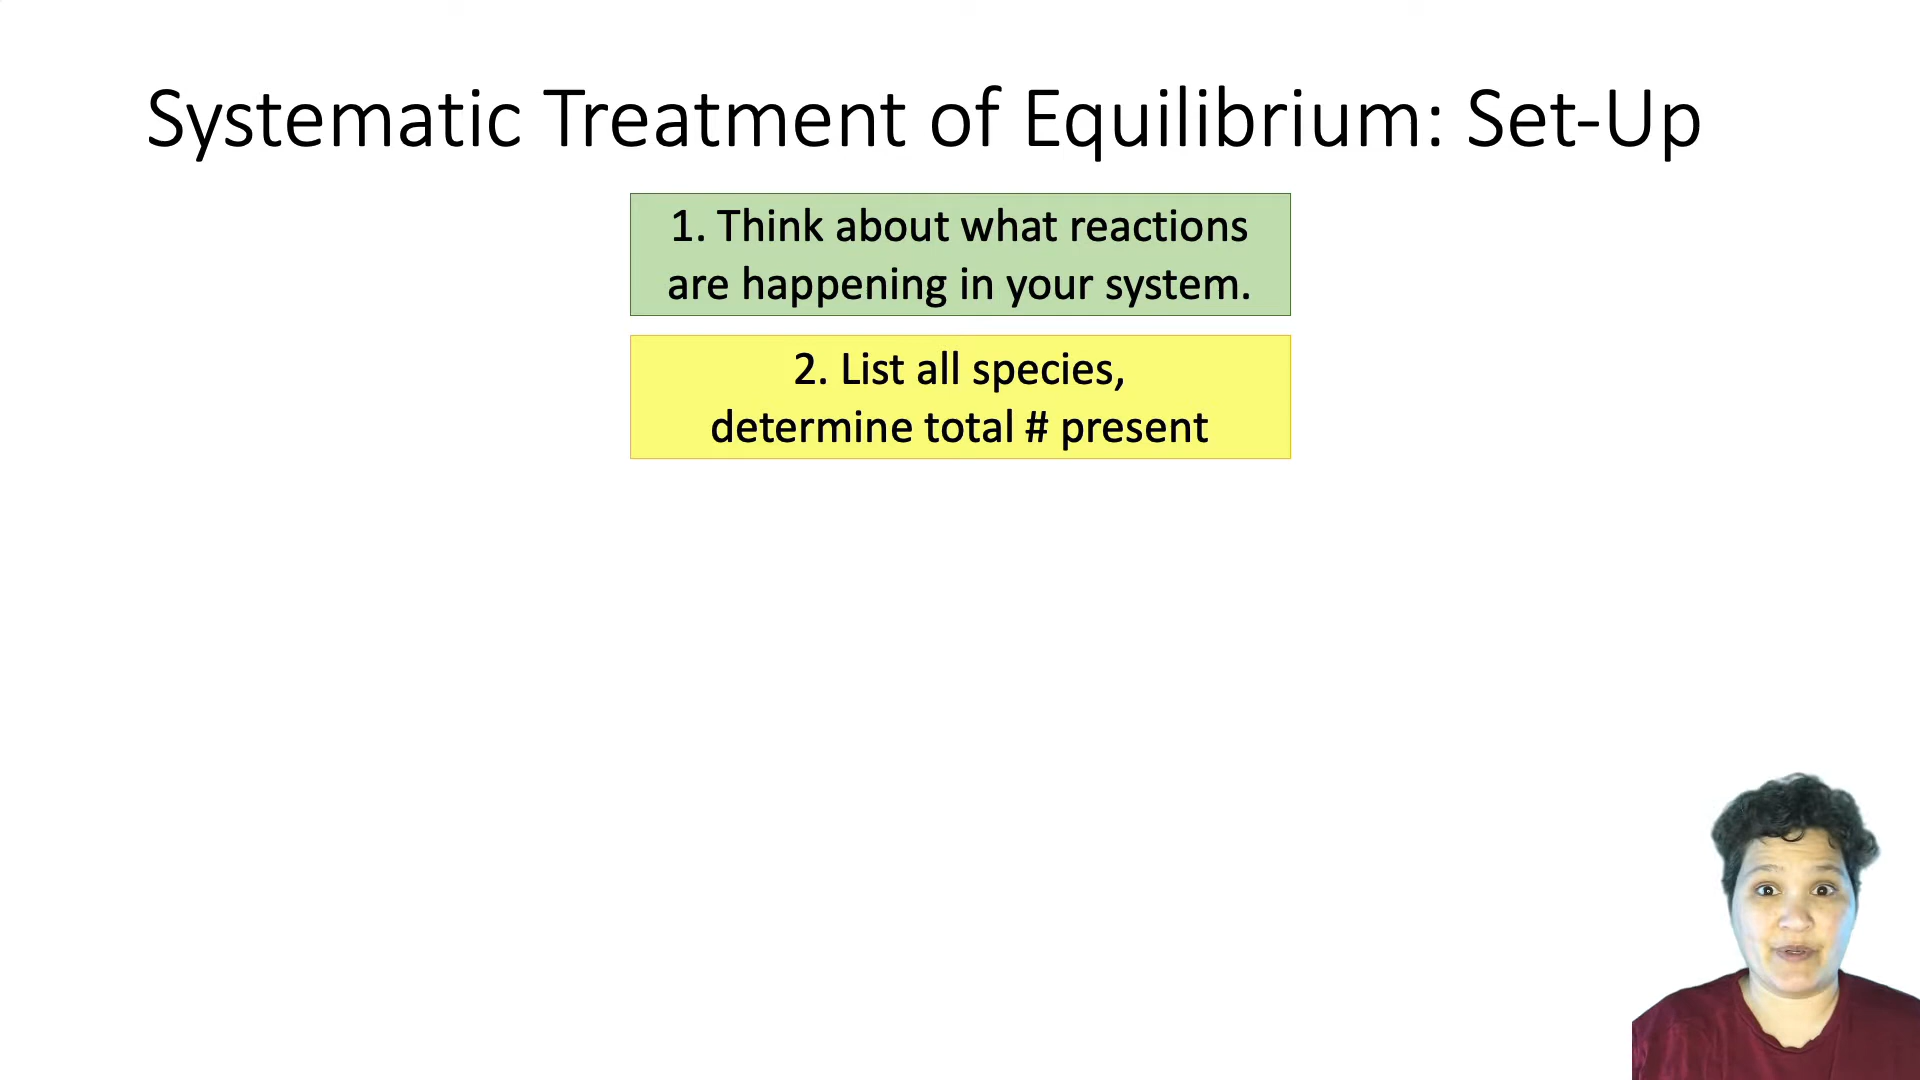 Systematic Treatment of Equilibrium: Set-Up
1. Think about what reactions
are happening in your system.
2. List all species,
determine total # present